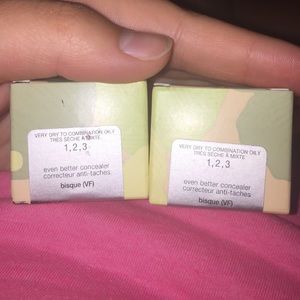 VERY DRY TO COMBINATION OILY
TRÈS SÈCHE À MIXTE
1,2,3
even better concealer
correcteur anti-taches
bisque (VF)
VERY DRY TO COMBINATION OILY
TRÈS SÈCHE À MIXTE
1,2,3
even better concealer
correcteur anti-taches
bisque (VF)